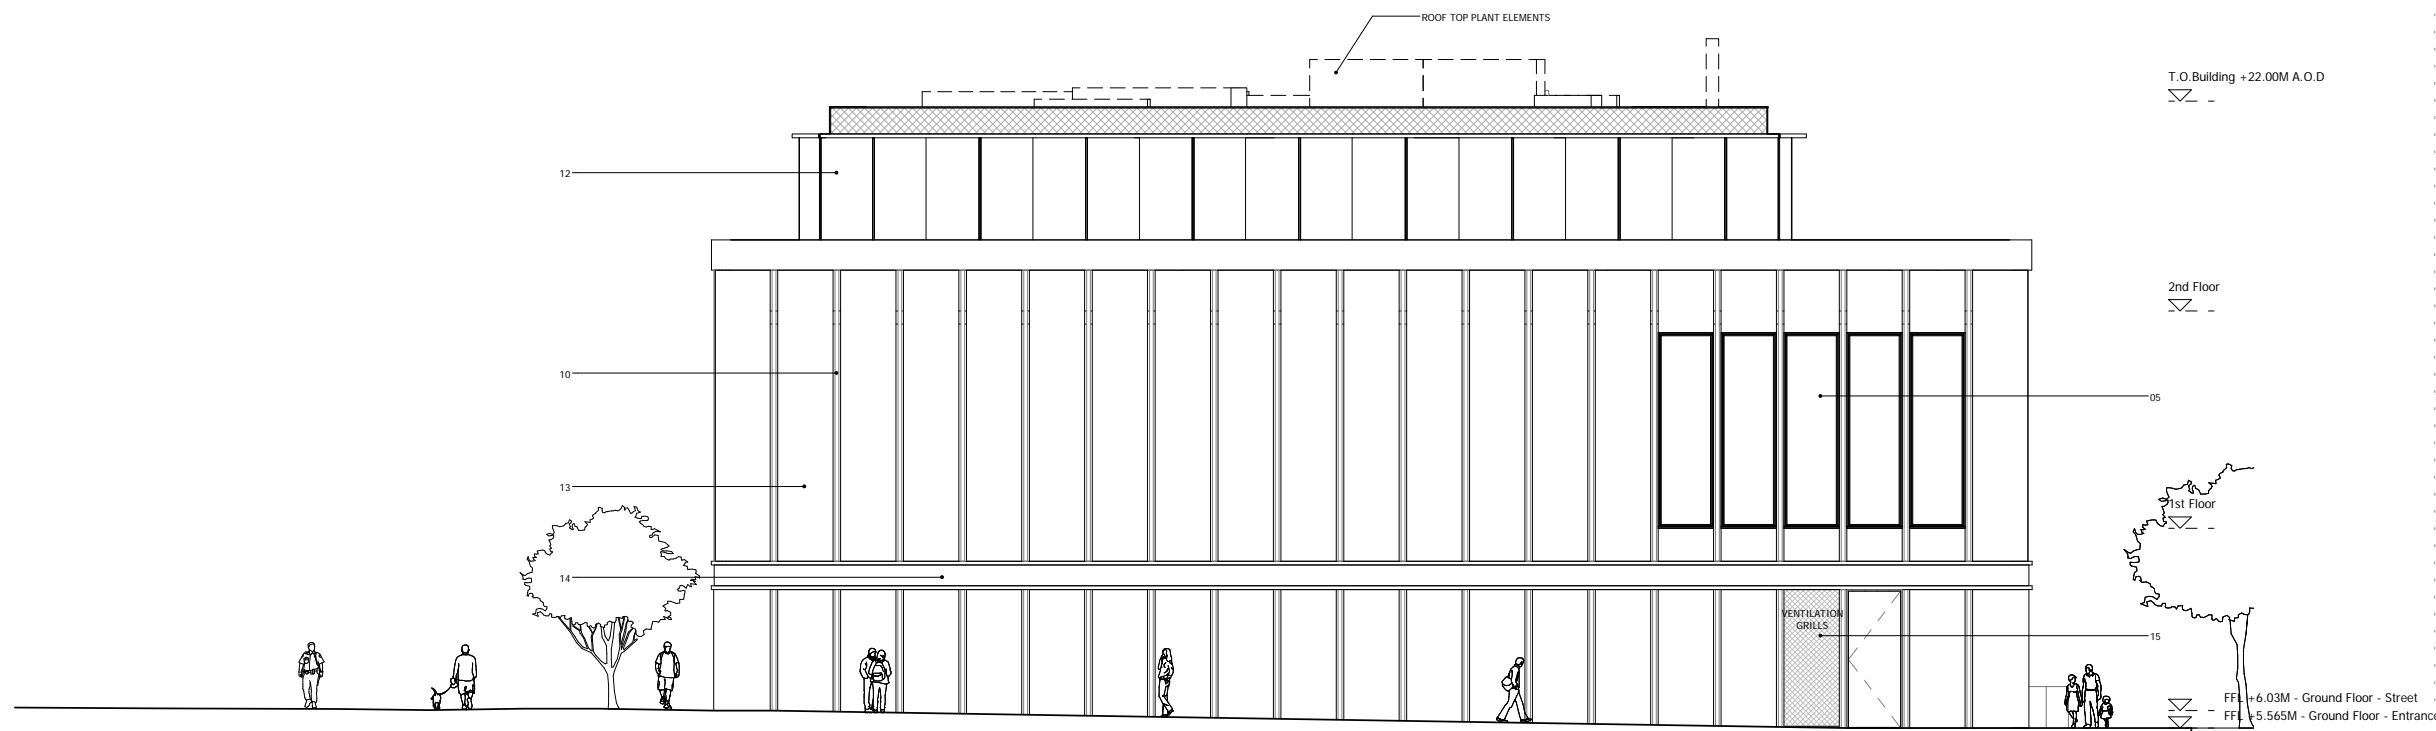 ROOF TOP PLANT ELEMENTS
T.O.Building +22.00M A.O.D
12
2nd Floor
10
05
13
1st Floor
14
VENTILATION
GRILLS
15
FFL +6.03M - Ground Floor - Street
FFL +5.565M - Ground Floor - Entrance